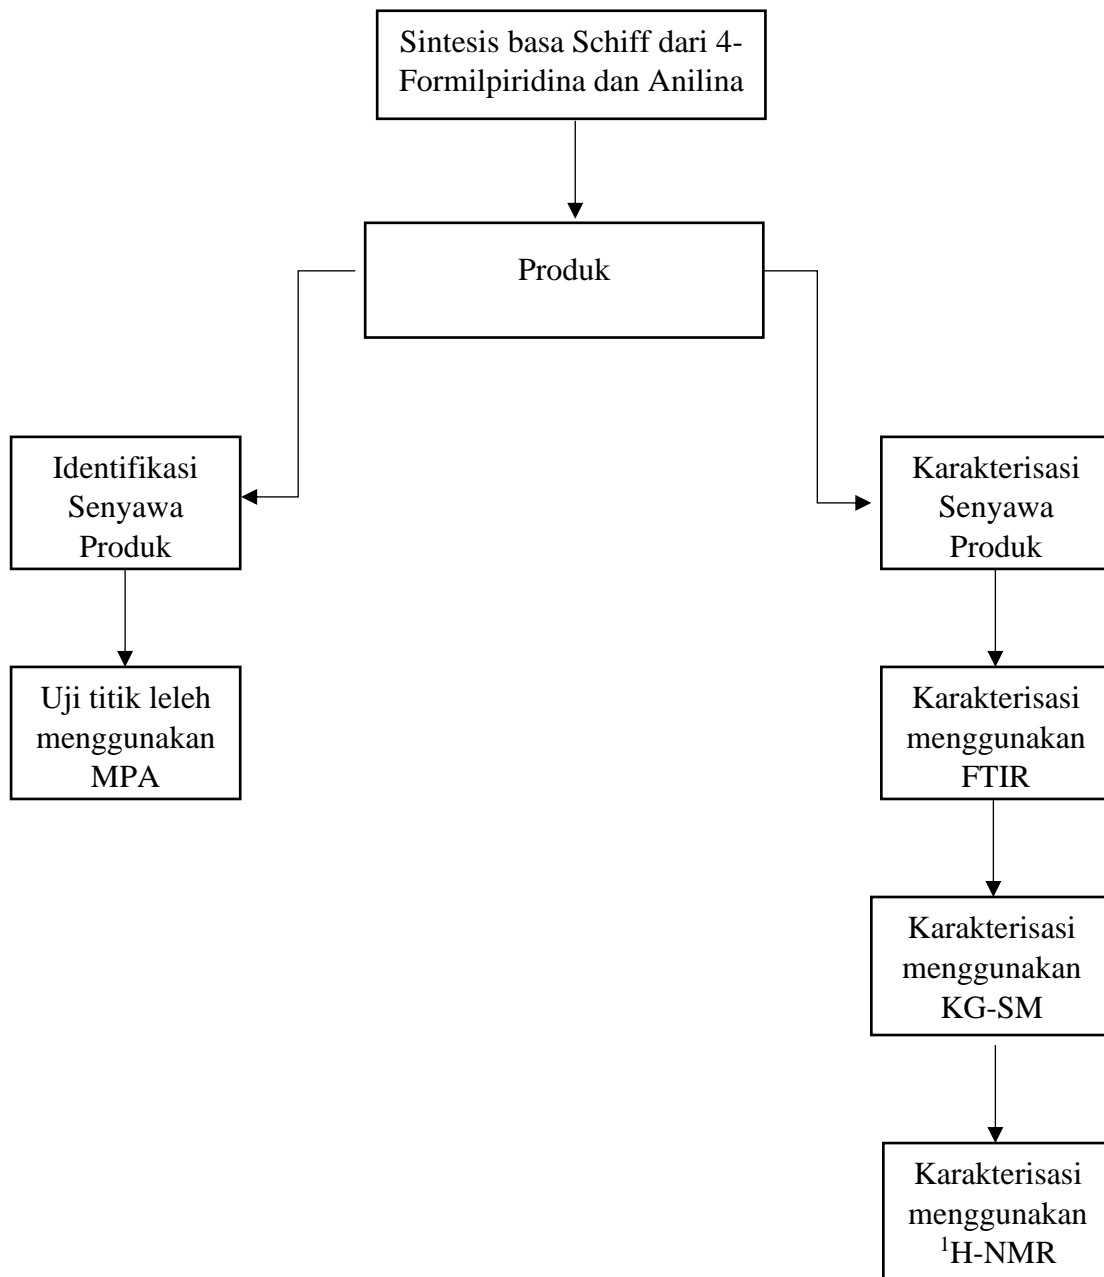 Sintesis basa Schiff dari 4-
Formilpiridina dan Anilina
Produk
Identifikasi
Senyawa
Produk
Karakterisasi
Senyawa
Produk
Uji titik leleh
menggunakan
MPA
Karakterisasi
menggunakan
FTIR
Karakterisasi
menggunakan
KG-SM
Karakterisasi
menggunakan
¹H-NMR